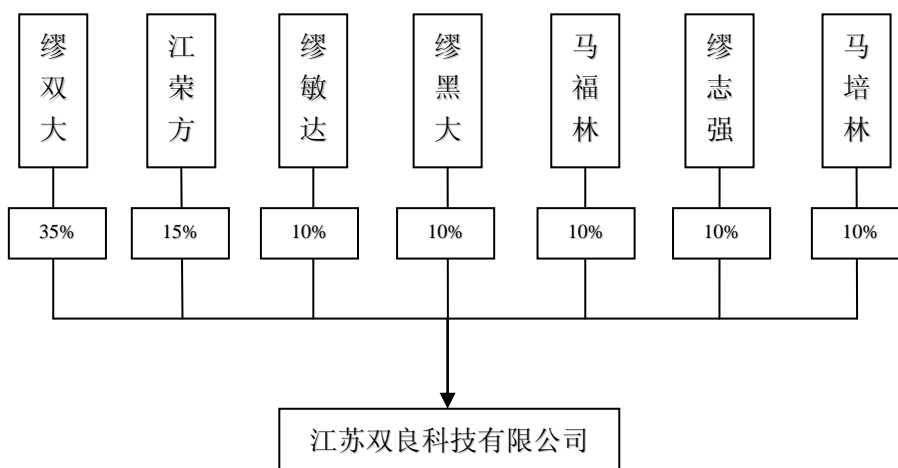 缪双大
江荣方
缪敏达
缪黑大
马福林
缪志强
马培林
35%
15%
10%
10%
10%
10%
10%
江苏双良科技有限公司